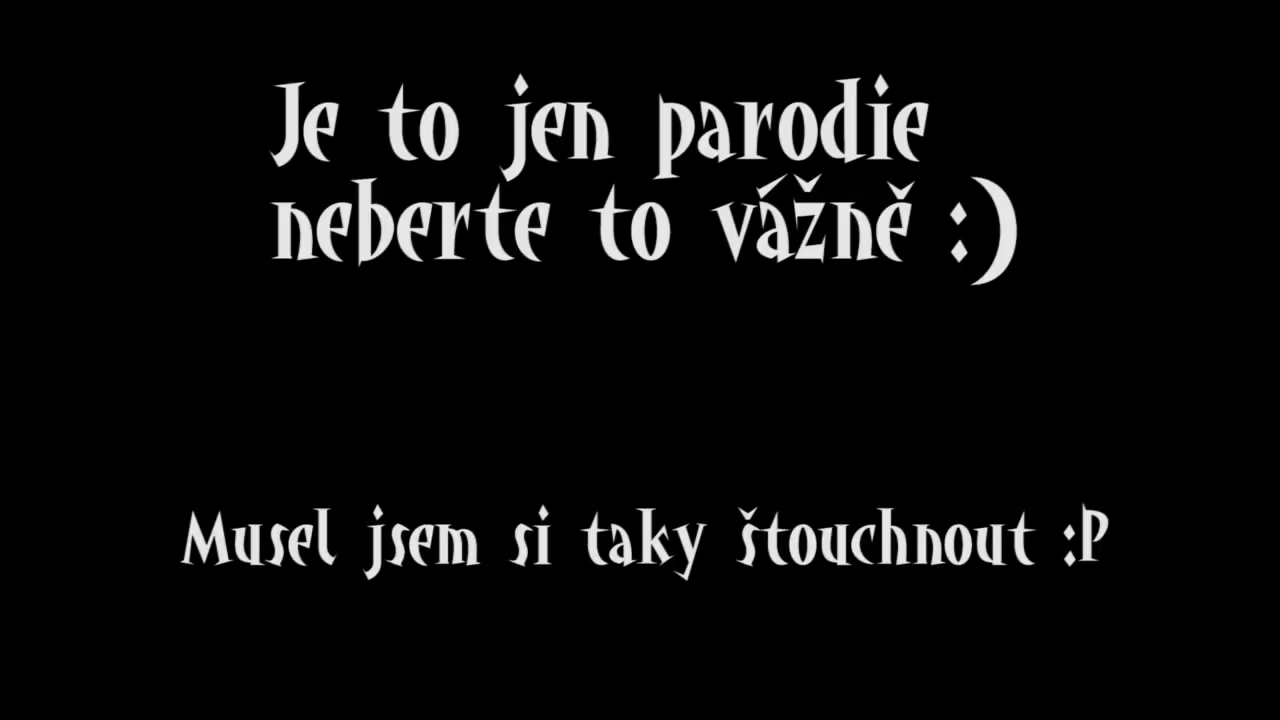 Je to jen parodie
neberte to vážně :)
Musel jsem si taky štouchnout :P